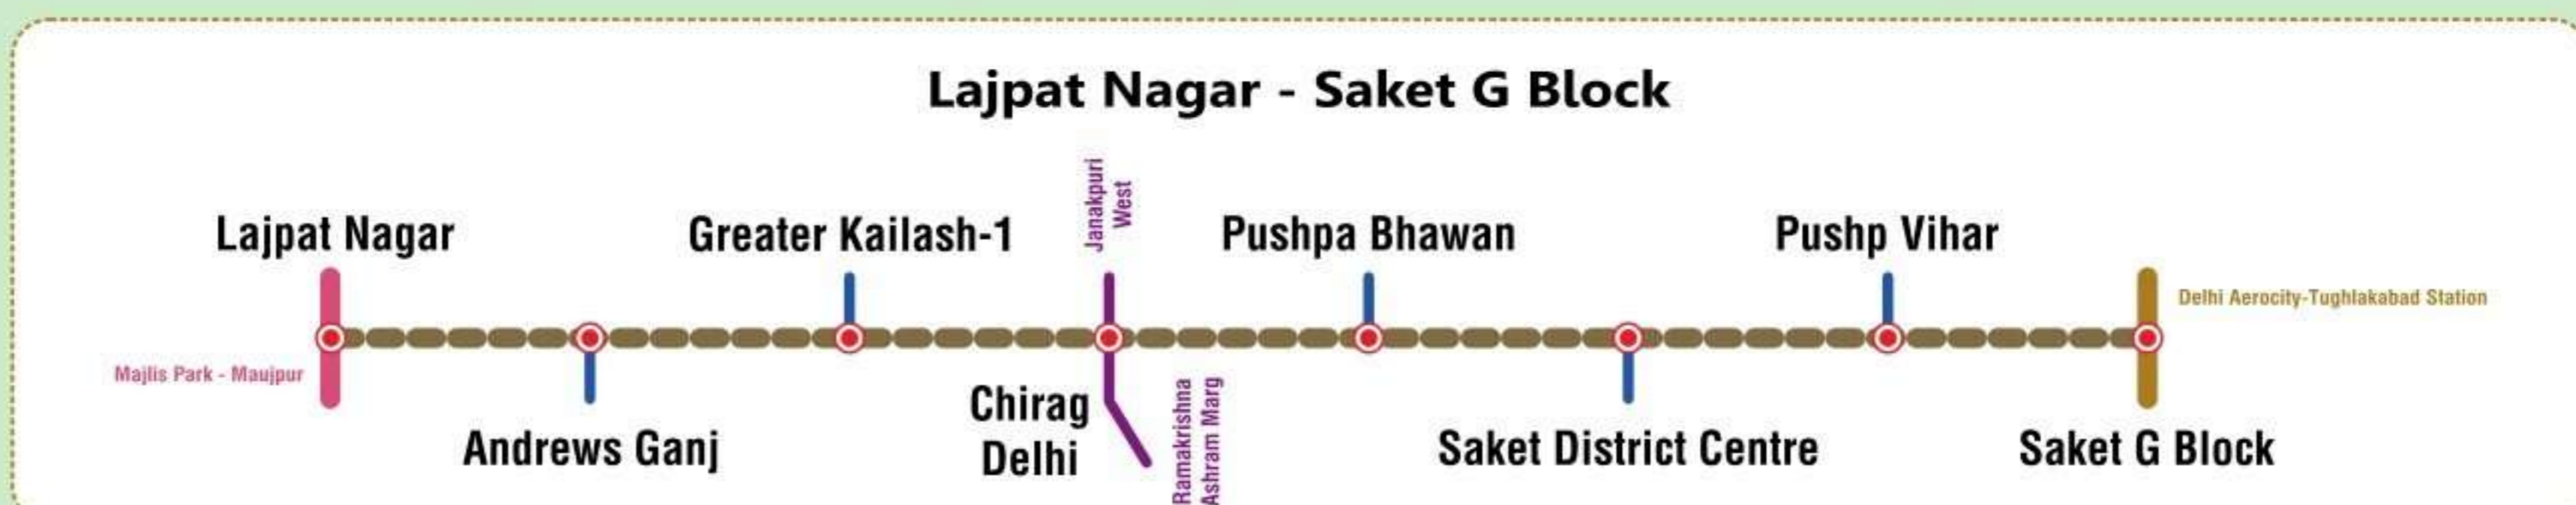 Lajpat Nagar - Saket G Block
Janakpuri
West
Lajpat Nagar
Greater Kailash-1
Pushpa Bhawan
Pushp Vihar
Delhi Aerocity-Tughlakabad Station
Majlis Park - Maujpur
Andrews Ganj
Chirag
Delhi
Ramakrishna
Ashram Marg
Saket District Centre
Saket G Block